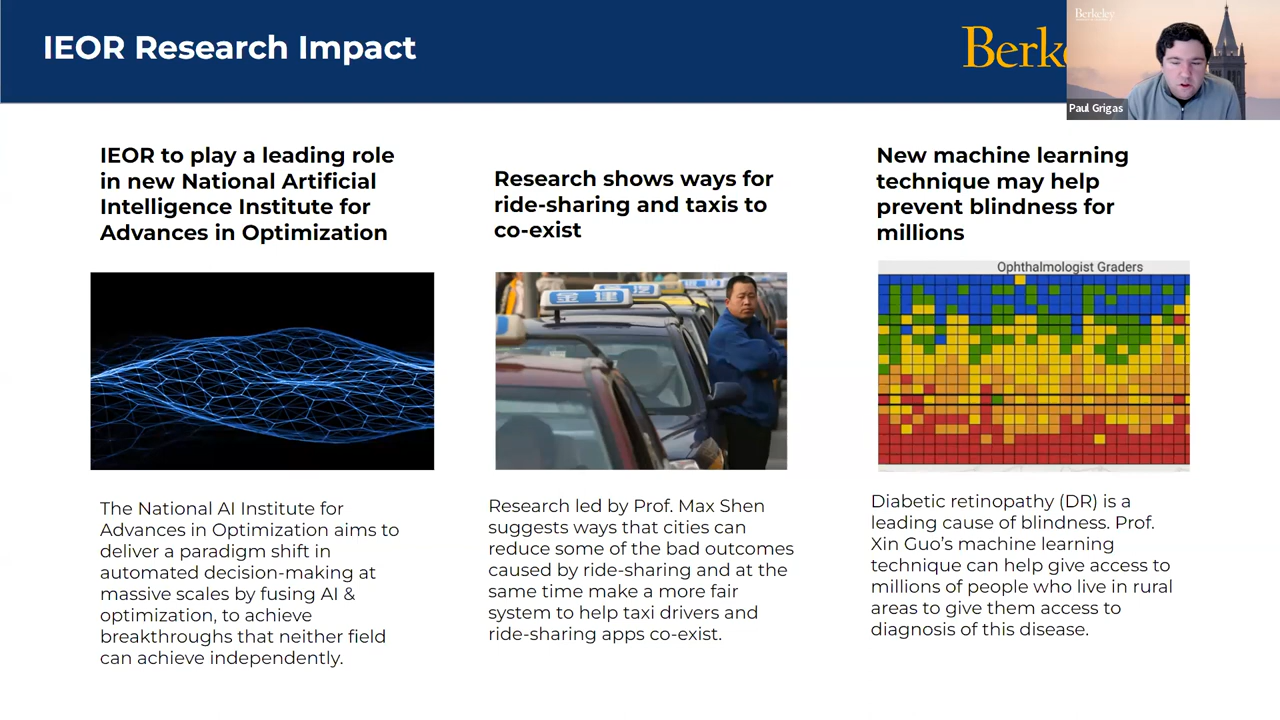 IEOR Research Impact
Berke
Berkeley
Paul Grigas
IEOR to play a leading role
in new National Artificial
Intelligence Institute for
Advances in Optimization
The National AI Institute for
Advances in Optimization aims to
deliver a paradigm shift in
automated decision-making at
massive scales by fusing AI &
optimization, to achieve
breakthroughs that neither field
can achieve independently.
Research shows ways for
ride-sharing and taxis to
co-exist
金建
Research led by Prof. Max Shen
suggests ways that cities can
reduce some of the bad outcomes
caused by ride-sharing and at the
same time make a more fair
system to help taxi drivers and
ride-sharing apps co-exist.
New machine learning
technique may help
prevent blindness for
millions
Ophthalmologist Graders
Diabetic retinopathy (DR) is a
leading cause of blindness. Prof.
Xin Guo’s machine learning
technique can help give access to
millions of people who live in rural
areas to give them access to
diagnosis of this disease.